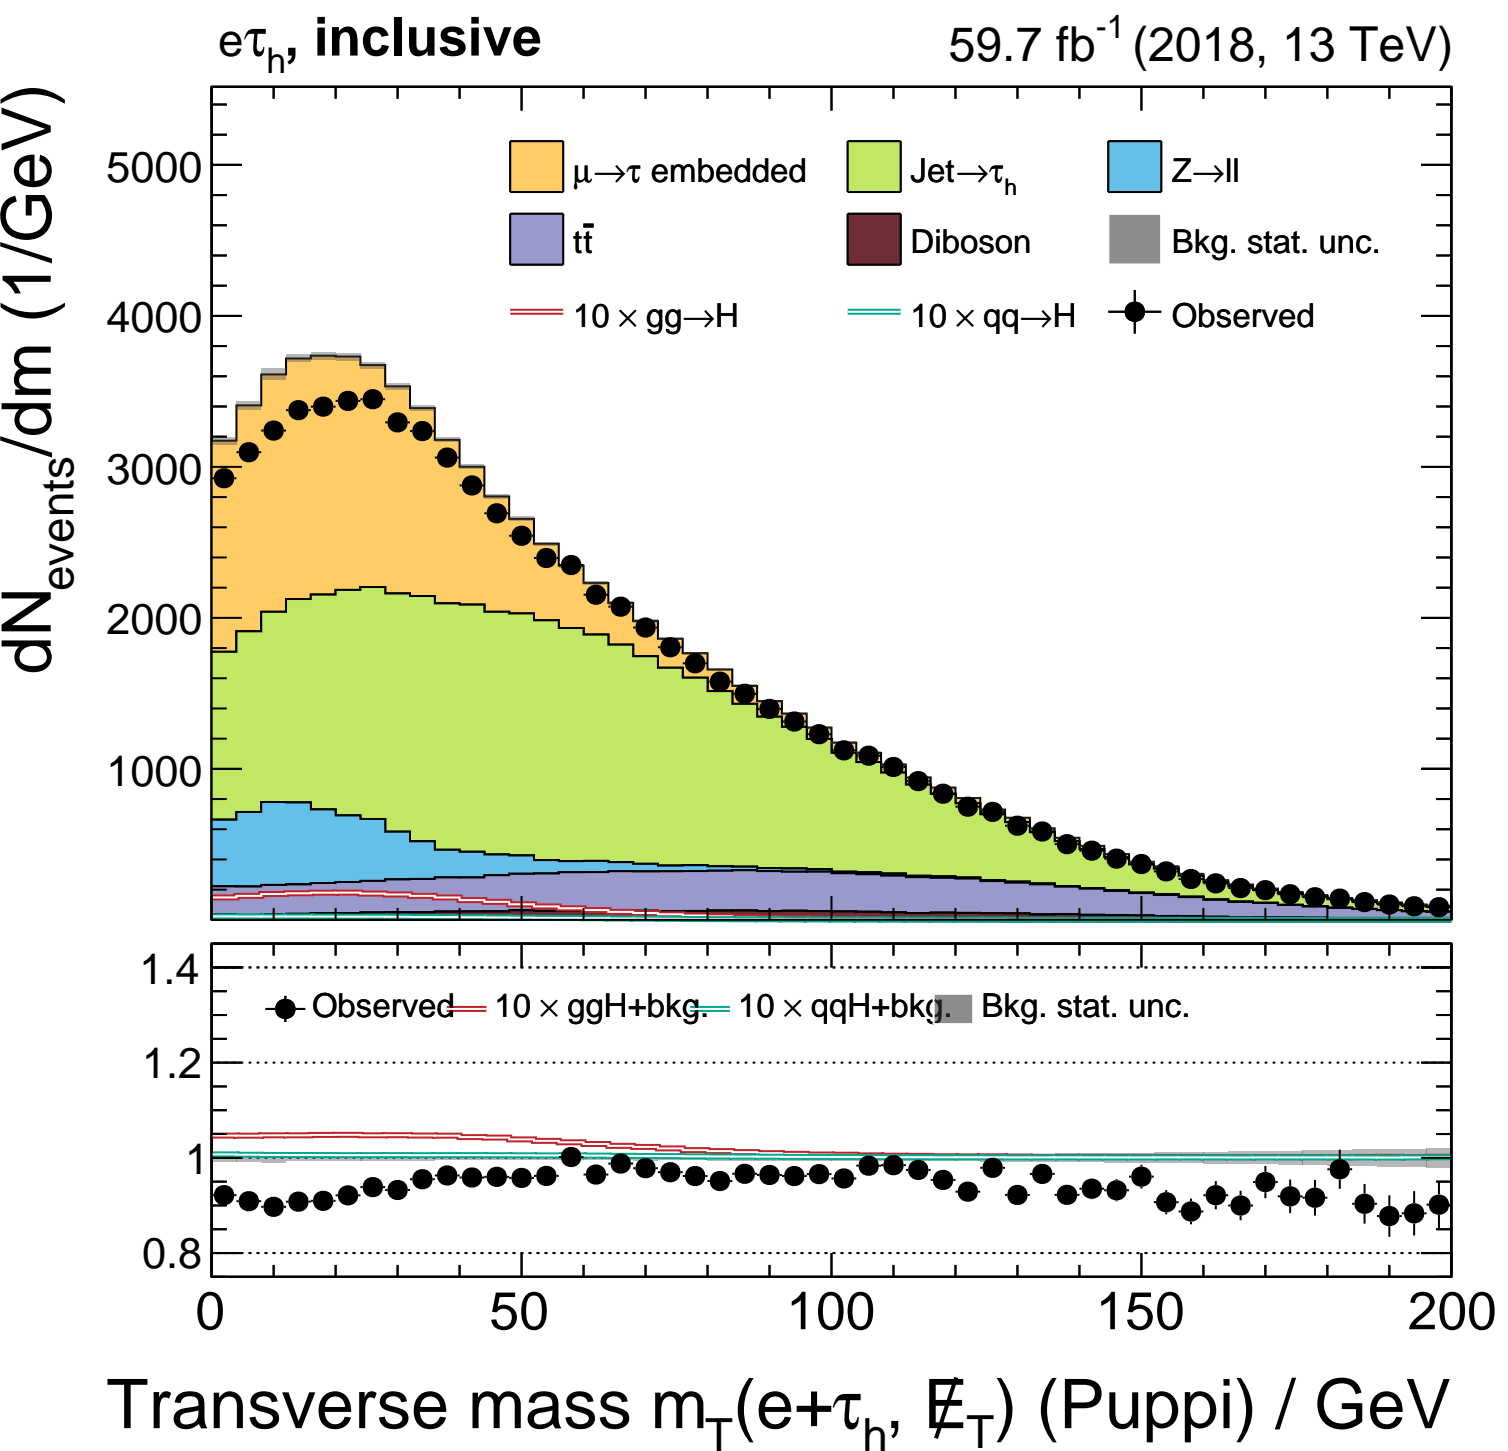 eτh, inclusive 59.7 fb-1 (2018, 13 TeV)
dNevents/dm (1/GeV)
5000
4000
3000
2000
1000
μ→τ embedded Jet→τh Z→ll
tt̄ Diboson Bkg. stat. unc.
10 × gg→H 10 × qq→H Observed
1.4
1.2
1
0.8
Observed 10 × ggH+bkg. 10 × qqH+bkg. Bkg. stat. unc.
0 50 100 150 200
Transverse mass mT(e+τh, E̸T) (Puppi) / GeV